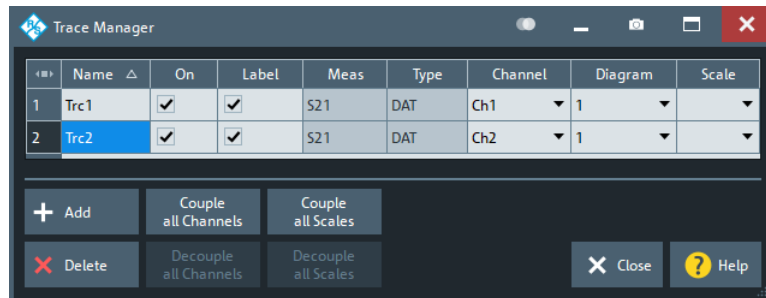 Trace Manager
Name On Label Meas Type Channel Diagram Scale
1 Trc1 S21 DAT Ch1 1
2 Trc2 S21 DAT Ch2 1
Add
Couple
all Channels
Couple
all Scales
Delete
Decouple
all Channels
Decouple
all Scales
Close
? Help